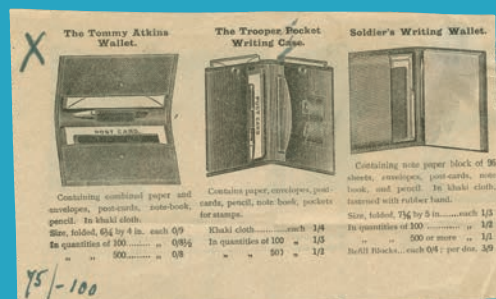 X
The Tommy Atkins
Wallet.
POST CARD
Containing combined paper and
envelopes, post-cards, note-book,
pencil. In khaki cloth.
Size, folded, 6½ by 4 in. each 0/9
In quantities of 100 ........ „ 0/8½
„ „ 500 ........ „ 0/8
75/- 100
The Trooper Pocket
Writing Case.
POST CARD
Contains paper, envelopes, post-
cards, pencil, note book, pockets
for stamps.
Khaki cloth ............ each 1/4
In quantities of 100 „ 1/3
„ „ 500 „ 1/2
Soldier's Writing Wallet.
Containing note paper block of
sheets, envelopes, post-cards, note
book, and pencil. In khaki cloth,
fastened with rubber band.
Size, folded, 7½ by 5 in. ........ each 1/3
In quantities of 100 ........ „ 1/2
„ „ 500 or more „ 1/1
Refill Blocks... each 0/4 : per doz. 3/9